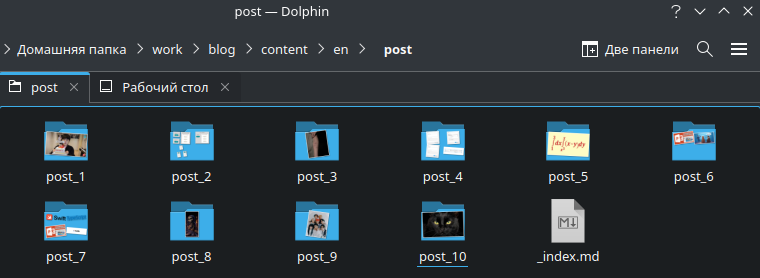 post — Dolphin
Домашняя папка work blog content en post Две панели
post Рабочий стол
post_1 post_2 post_3 post_4 post_5 post_6
post_7 post_8 post_9 post_10 _index.md